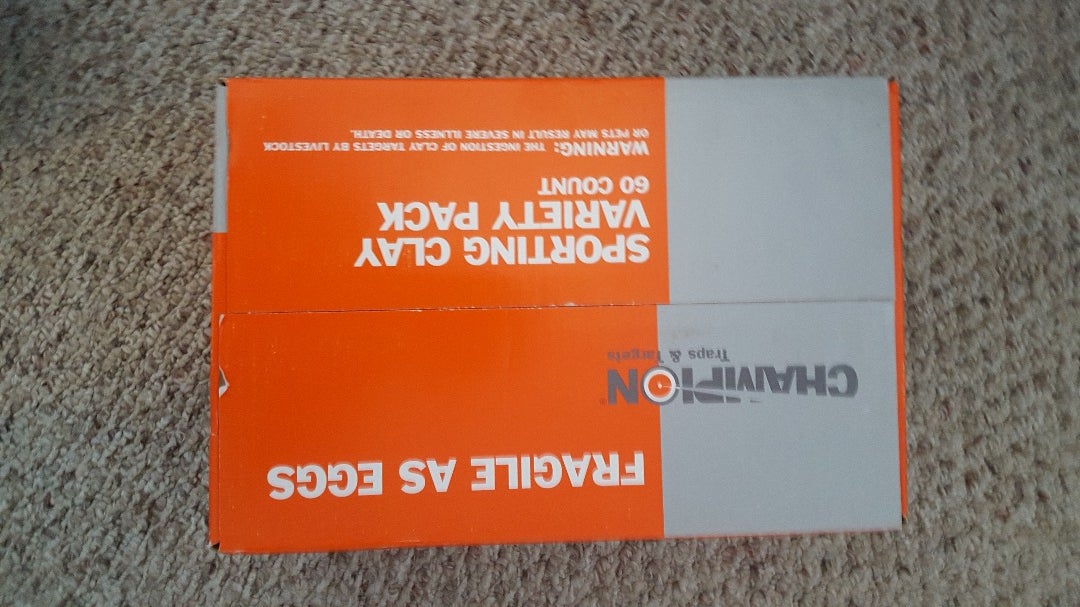 FRAGILE AS EGGS
CHAMPION®
Traps & Targets
SPORTING CLAY
VARIETY PACK
60 COUNT
WARNING: THE INGESTION OF CLAY TARGETS BY LIVESTOCK
OR PETS MAY RESULT IN SEVERE ILLNESS OR DEATH.